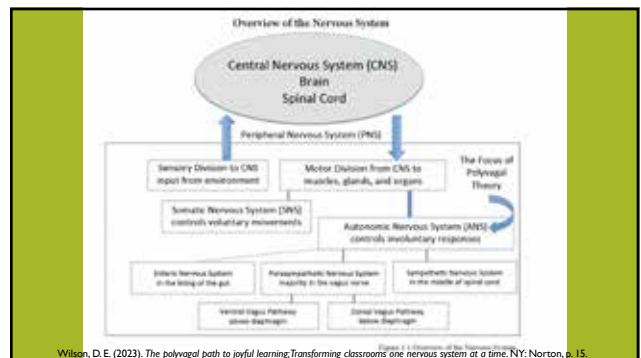 Overview of the Nervous System
Central Nervous System (CNS)
Brain
Spinal Cord
Peripheral Nervous System (PNS)
Sensory Division to CNS
input from environment
Motor Division from CNS to
muscles, glands, and organs
The Focus of
Polyvagal
Theory
Somatic Nervous System (SNS)
controls voluntary movements
Autonomic Nervous System (ANS)
controls involuntary responses
Enteric Nervous System
in the lining of the gut
Parasympathetic Nervous System
majority in the vagus nerve
Sympathetic Nervous System
in the middle of spinal cord
Ventral Vagus Pathway
above diaphragm
Dorsal Vagus Pathway
below diaphragm
Figure 1.1 Overview of the Nervous System
Wilson, D. E. (2023). The polyvagal path to joyful learning; Transforming classrooms one nervous system at a time. NY: Norton, p. 15.